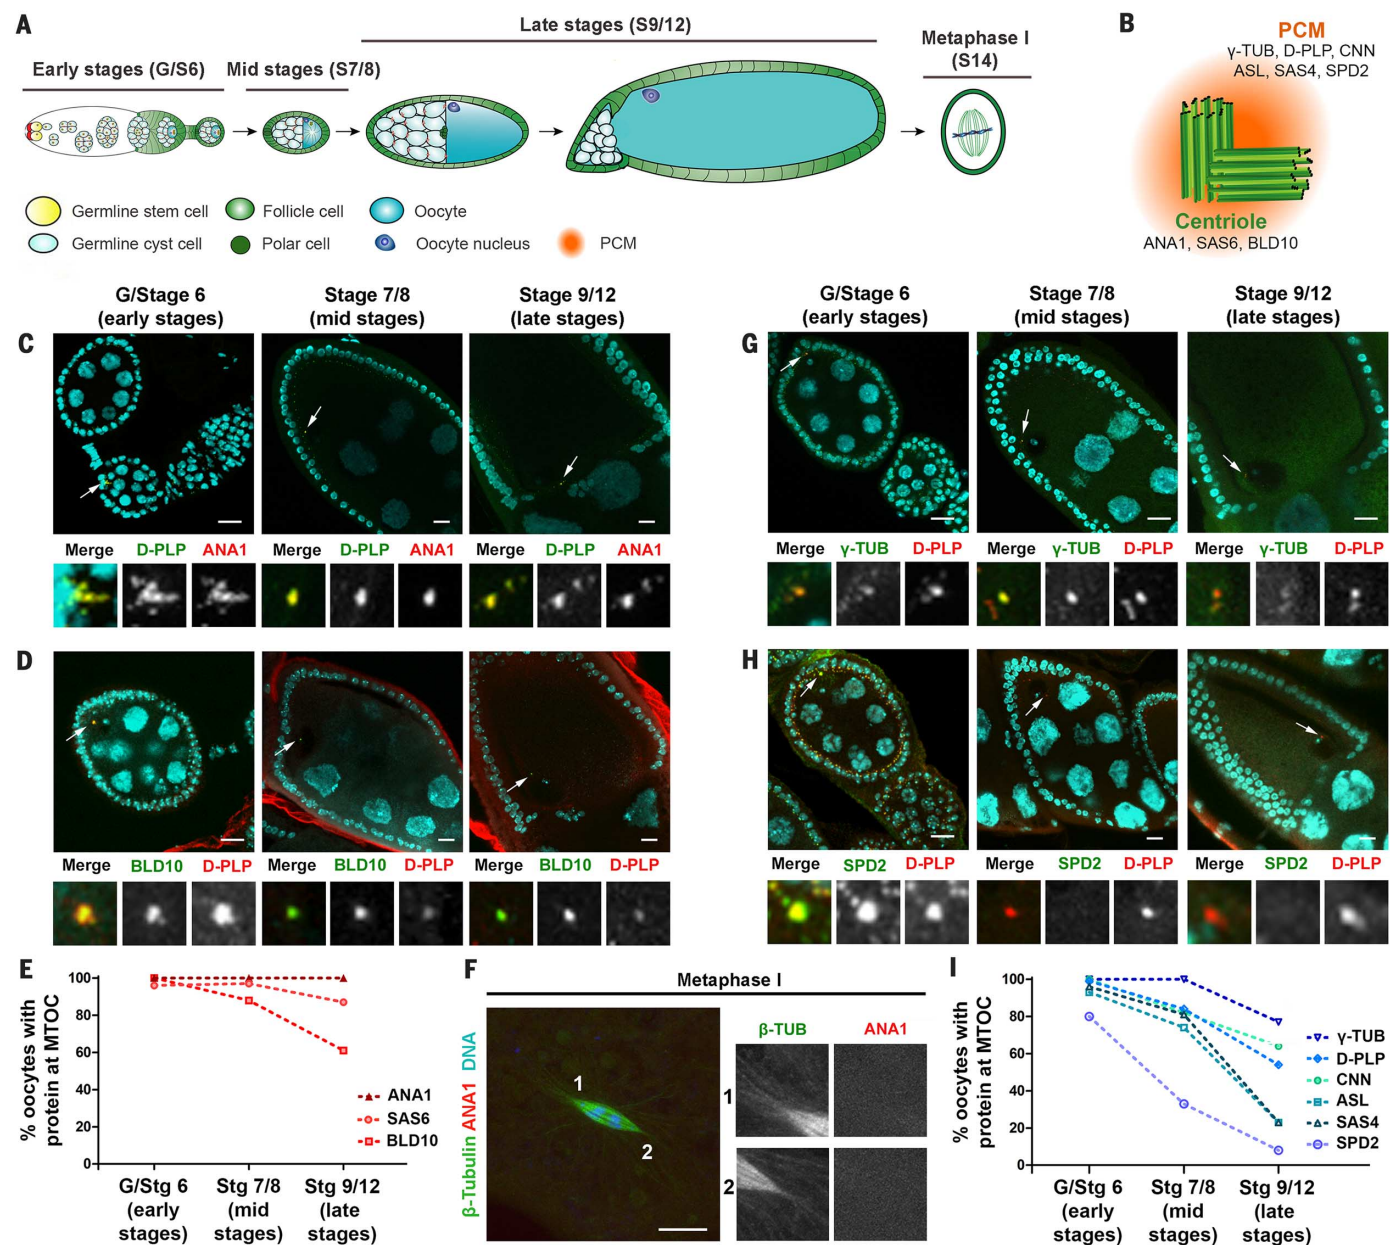 A
Early stages (G/S6)
Mid stages (S7/8)
Late stages (S9/12)
Metaphase I
(S14)
Germline stem cell
Follicle cell
Oocyte
Germline cyst cell
Polar cell
Oocyte nucleus
PCM
B
PCM
γ-TUB, D-PLP, CNN
ASL, SAS4, SPD2
Centriole
ANA1, SAS6, BLD10
G/Stage 6
(early stages)
Stage 7/8
(mid stages)
Stage 9/12
(late stages)
C
Merge D-PLP ANA1
Merge D-PLP ANA1
Merge D-PLP ANA1
D
Merge BLD10 D-PLP
Merge BLD10 D-PLP
Merge BLD10 D-PLP
E
% oocytes with
protein at MTOC
100
80
60
40
20
0
ANA1
SAS6
BLD10
G/Stg 6
(early
stages)
Stg 7/8
(mid
stages)
Stg 9/12
(late
stages)
F
Metaphase I
β-Tubulin ANA1 DNA
1
2
β-TUB
ANA1
1
2
G/Stage 6
(early stages)
Stage 7/8
(mid stages)
Stage 9/12
(late stages)
G
Merge γ-TUB D-PLP
Merge γ-TUB D-PLP
Merge γ-TUB D-PLP
H
Merge SPD2 D-PLP
Merge SPD2 D-PLP
Merge SPD2 D-PLP
I
% oocytes with
protein at MTOC
100
80
60
40
20
0
γ-TUB
D-PLP
CNN
ASL
SAS4
SPD2
G/Stg 6
(early
stages)
Stg 7/8
(mid
stages)
Stg 9/12
(late
stages)